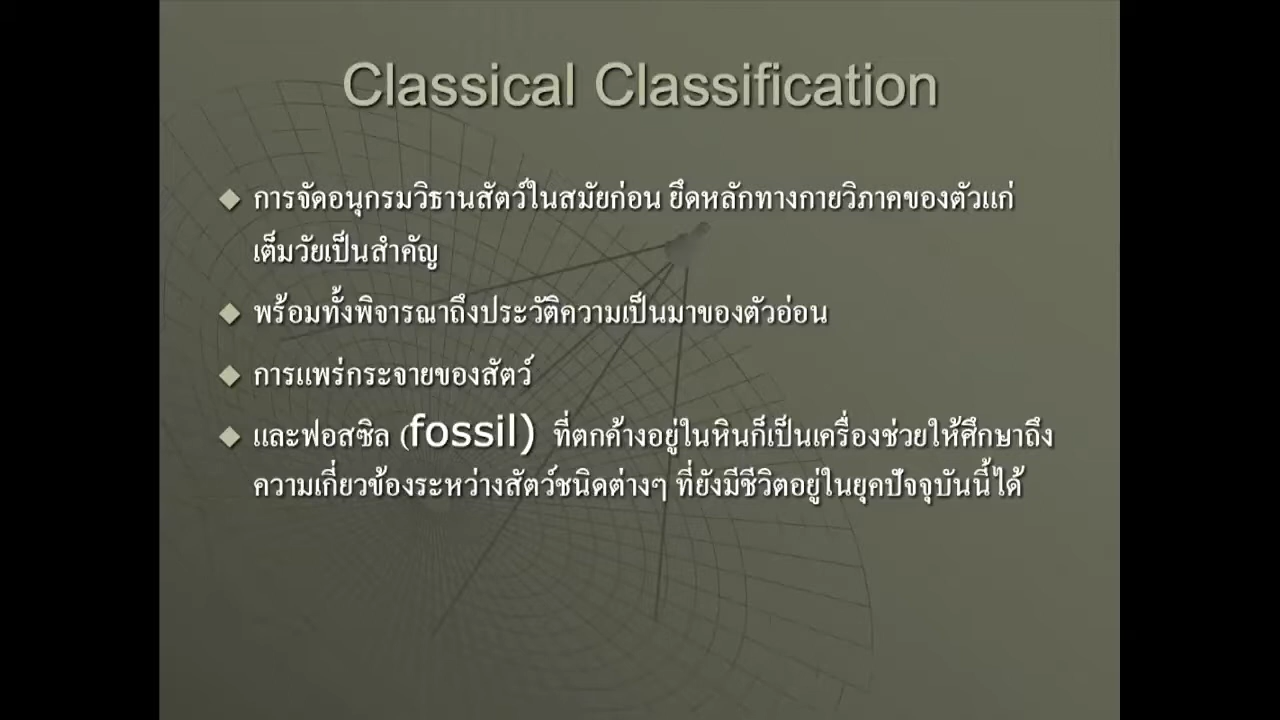 Classical Classification
การจัดอนุกรมวิธานสัตว์ในสมัยก่อน ยึดหลักทางกายวิภาคของตัวแก่
เต็มวัยเป็นสำคัญ
พร้อมทั้งพิจารณาถึงประวัติความเป็นมาของตัวอ่อน
การแพร่กระจายของสัตว์
และฟอสซิล (fossil) ที่ตกค้างอยู่ในหินก็เป็นเครื่องช่วยให้ศึกษาถึง
ความเกี่ยวข้องระหว่างสัตว์ชนิดต่างๆ ที่ยังมีชีวิตอยู่ในยุคปัจจุบันนี้ได้